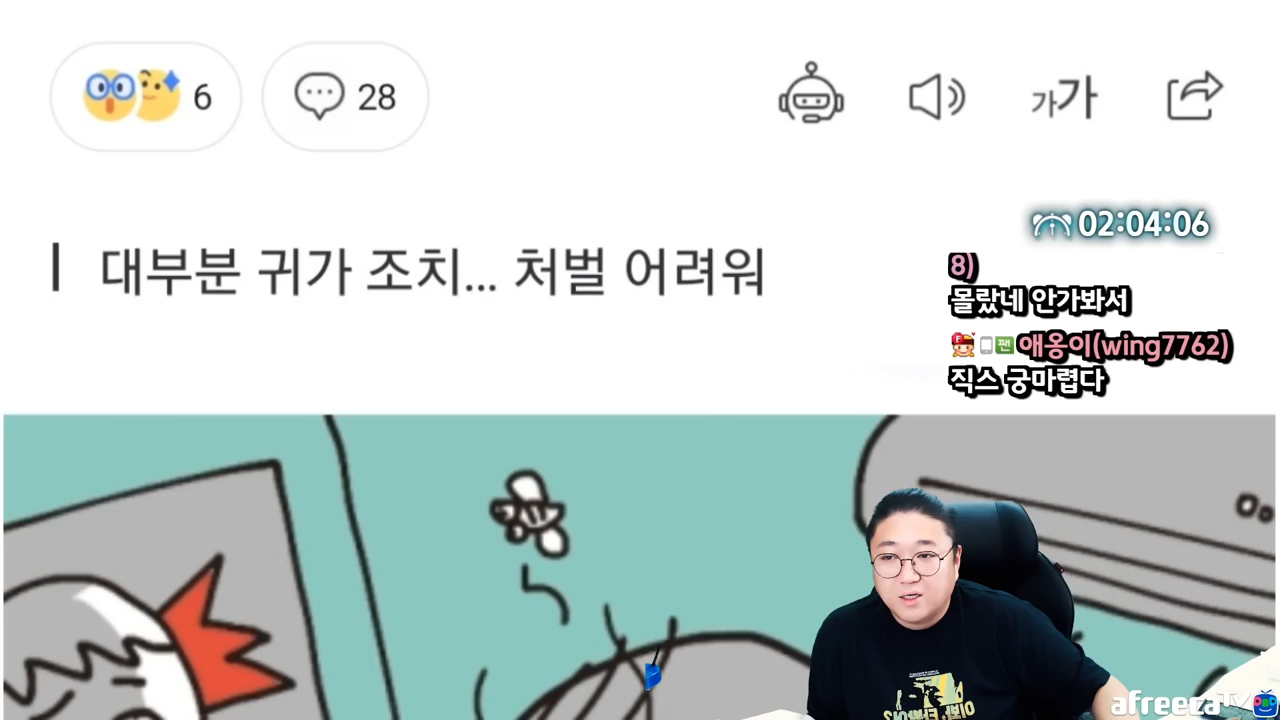 6
28
가가
대부분 귀가 조치... 처벌 어려워
02:04:06
8)
몰랐네 안가봐서
F 팬 애옹이(wing7762)
직스 궁마렵다
afreecaTV